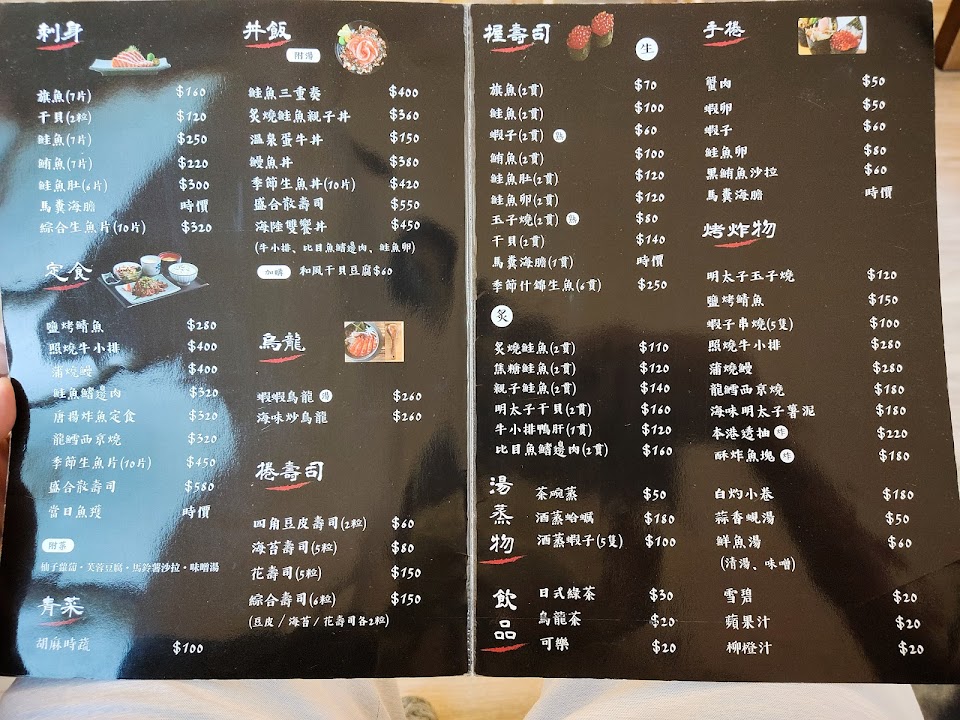 刺身
旗魚(7片) $160
干貝(2粒) $120
鮭魚(7片) $250
鮪魚(7片) $220
鮭魚肚(6片) $300
馬糞海膽 時價
綜合生魚片(10片) $320
定食
鹽烤鯖魚 $280
照燒牛小排 $400
蒲燒鰻 $400
鮭魚鰭邊肉 $320
唐揚炸魚定食 $320
龍鱈西京燒 $320
季節生魚片(10片) $450
盛合散壽司 $580
當日魚獲 時價
附菜
柚子蘿蔔・芙蓉豆腐・馬鈴薯沙拉・味噌湯
青菜
胡麻時蔬 $100
丼飯
附湯
鮭魚三重奏 $400
炙燒鮭魚親子丼 $360
溫泉蛋牛丼 $150
鰻魚丼 $380
季節生魚丼(10片) $420
盛合散壽司 $550
海陸雙饗丼 $450
(牛小排、比目魚鰭邊肉、鮭魚卵)
加購 和風干貝豆腐$60
烏龍
蝦蝦烏龍 湯 $260
海味炒烏龍 $260
捲壽司
四角豆皮壽司(2粒) $60
海苔壽司(5粒) $80
花壽司(5粒) $150
綜合壽司(6粒) $150
(豆皮/海苔/花壽司各2粒)
握壽司
生
旗魚(2貫) $70
鮭魚(2貫) $100
蝦子(2貫) 熟 $60
鮪魚(2貫) $100
鮭魚肚(2貫) $120
鮭魚卵(2貫) $120
玉子燒(2貫) 熟 $80
干貝(2貫) $140
馬糞海膽(1貫) 時價
季節什錦生魚(6貫) $250
炙
炙燒鮭魚(2貫) $110
焦糖鮭魚(2貫) $120
親子鮭魚(2貫) $140
明太子干貝(2貫) $160
牛小排鴨肝(1貫) $120
比目魚鰭邊肉(2貫) $160
手捲
蟹肉 $50
蝦卵 $50
蝦子 $60
鮭魚卵 $80
黑鮪魚沙拉 $60
馬糞海膽 時價
烤炸物
明太子玉子燒 $120
鹽烤鯖魚 $150
蝦子串燒(5隻) $100
照燒牛小排 $280
蒲燒鰻 $280
龍鱈西京燒 $180
海味明太子薯泥 $180
本港透抽 炸 $220
酥炸魚塊 炸 $180
湯蒸物
茶碗蒸 $50
酒蒸蛤蠣 $180
酒蒸蝦子(5隻) $100
白灼小卷 $180
蒜香蜆湯 $50
鮮魚湯 $60
(清湯、味噌)
飲品
日式綠茶 $30
烏龍茶 $20
可樂 $20
雪碧 $20
蘋果汁 $20
柳橙汁 $20